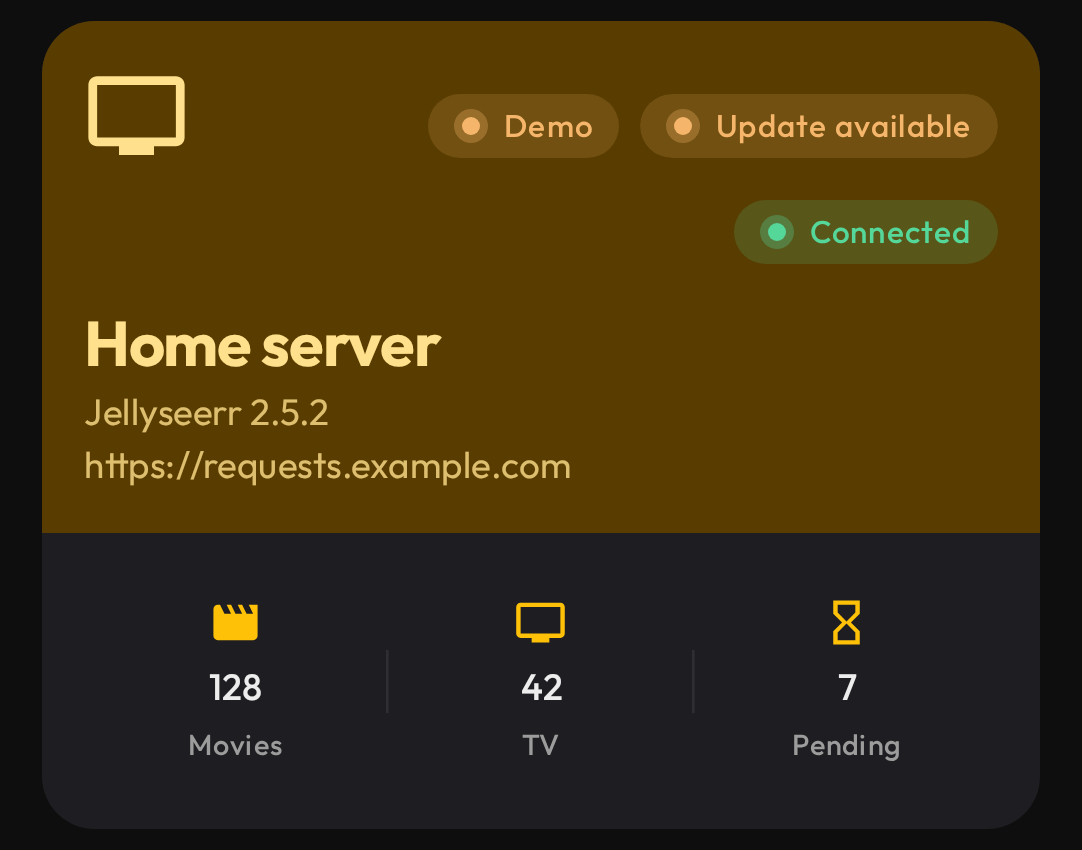 Demo
Update available
Connected
Home server
Jellyseerr 2.5.2
https://requests.example.com
128
42
7
Movies
TV
Pending